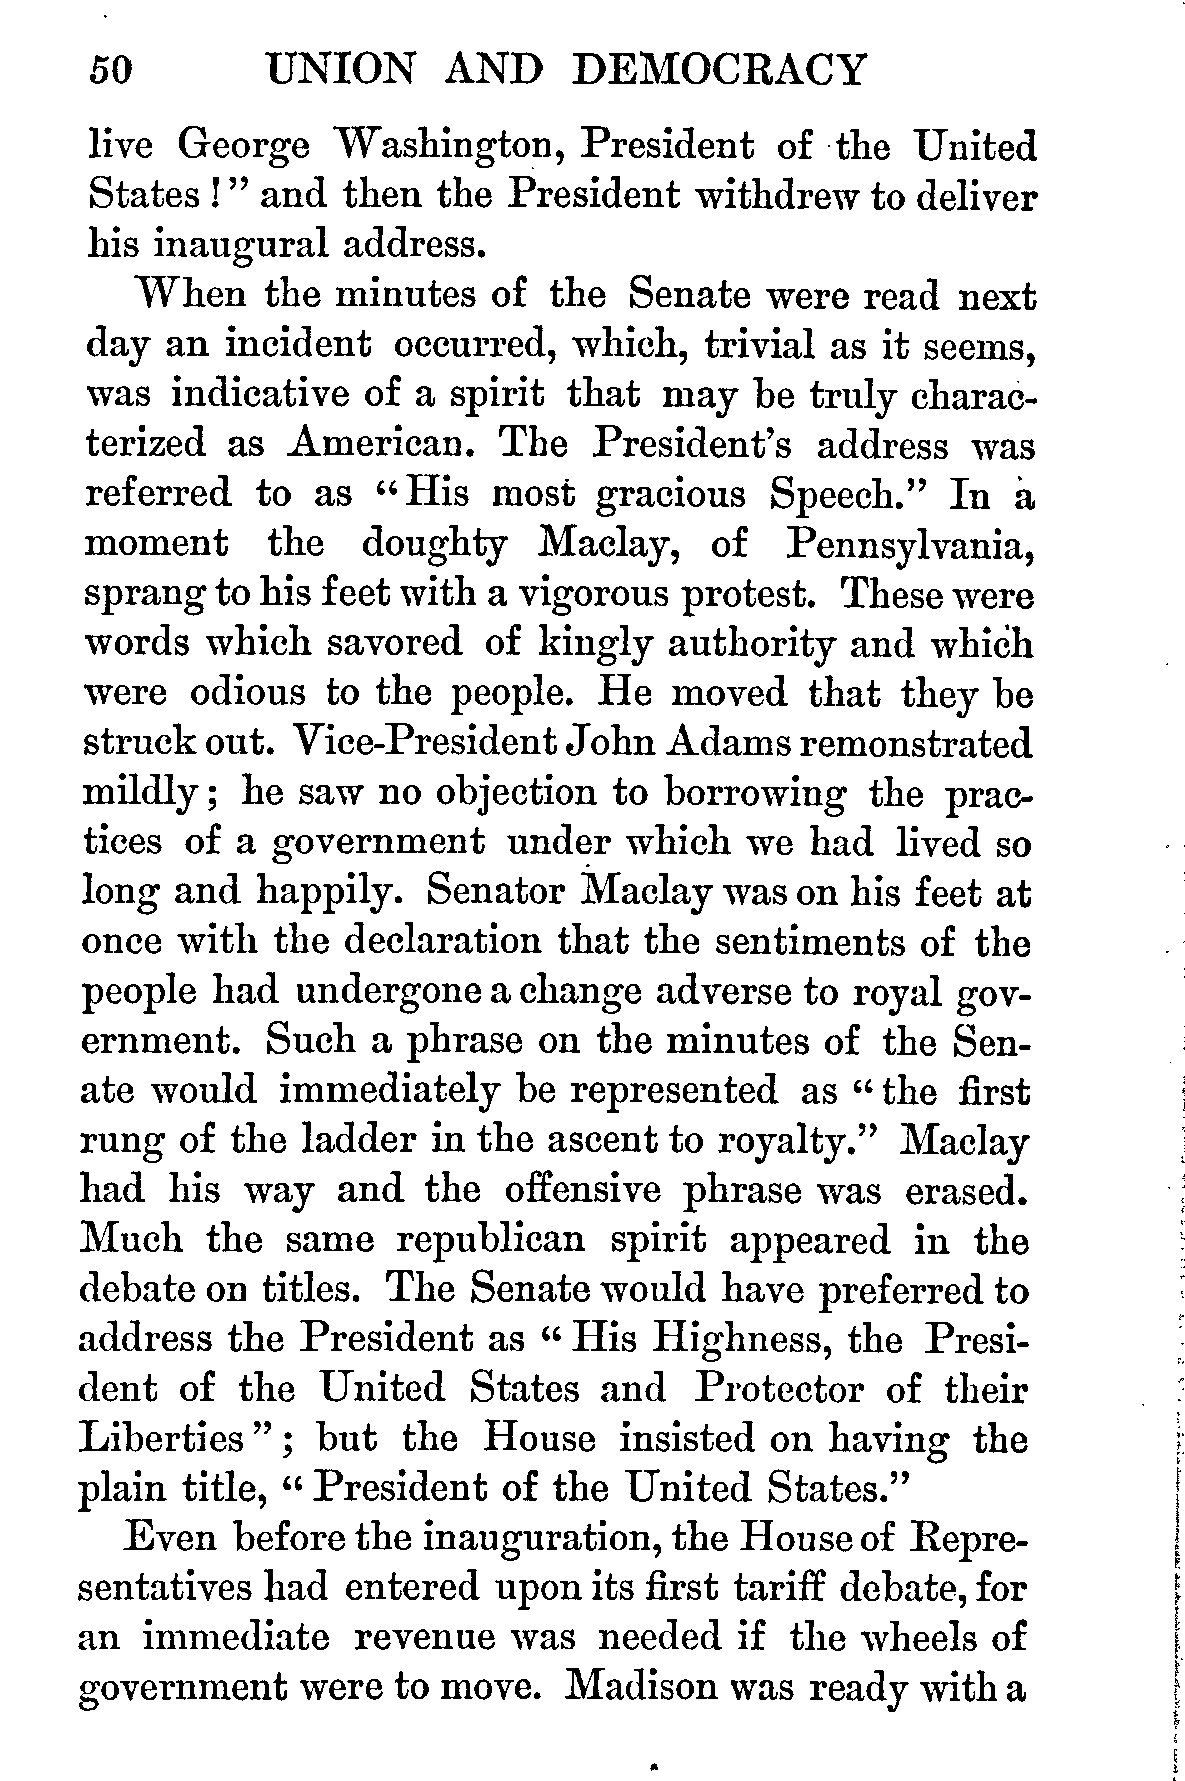 50 UNION AND DEMOCRACY
live George Washington, President of the United
States!" and then the President withdrew to deliver
his inaugural address.
When the minutes of the Senate were read next
day an incident occurred, which, trivial as it seems,
was indicative of a spirit that may be truly charac-
terized as American. The President's address was
referred to as "His most gracious Speech." In a
moment the doughty Maclay, of Pennsylvania,
sprang to his feet with a vigorous protest. These were
words which savored of kingly authority and which
were odious to the people. He moved that they be
struck out. Vice-President John Adams remonstrated
mildly; he saw no objection to borrowing the prac-
tices of a government under which we had lived so
long and happily. Senator Maclay was on his feet at
once with the declaration that the sentiments of the
people had undergone a change adverse to royal gov-
ernment. Such a phrase on the minutes of the Sen-
ate would immediately be represented as "the first
rung of the ladder in the ascent to royalty." Maclay
had his way and the offensive phrase was erased.
Much the same republican spirit appeared in the
debate on titles. The Senate would have preferred to
address the President as "His Highness, the Presi-
dent of the United States and Protector of their
Liberties"; but the House insisted on having the
plain title, "President of the United States."
Even before the inauguration, the House of Repre-
sentatives had entered upon its first tariff debate, for
an immediate revenue was needed if the wheels of
government were to move. Madison was ready with a